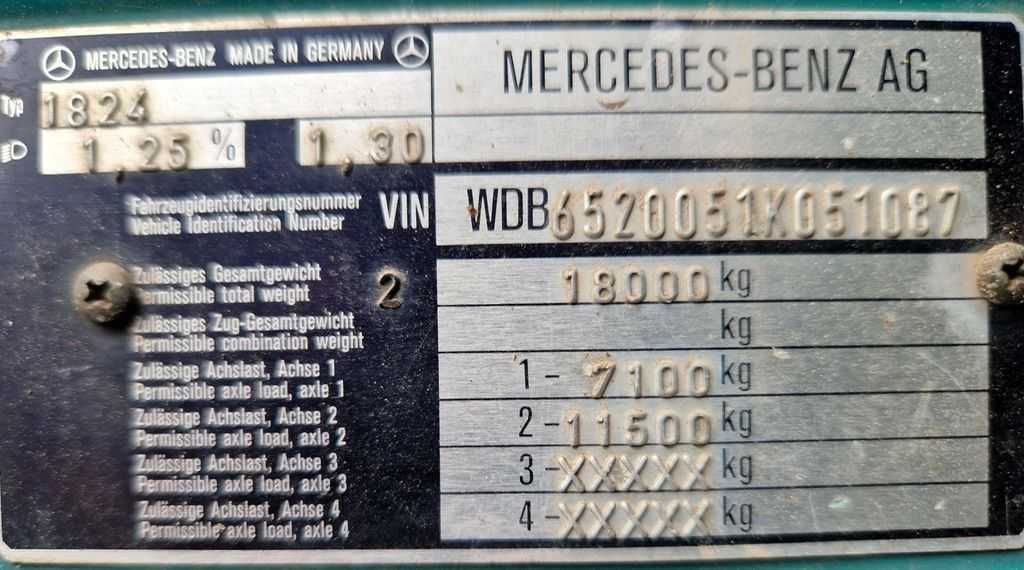 MERCEDES-BENZ MADE IN GERMANY
MERCEDES-BENZ AG
Typ 1824
1,25 % 1,30
Fahrzeugidentifizierungsnummer
Vehicle Identification Number VIN WDB6520051K051087
Zulässiges Gesamtgewicht
Permissible total weight 2 18000 kg
Zulässiges Zug-Gesamtgewicht
Permissible combination weight kg
Zulässige Achslast, Achse 1
Permissible axle load, axle 1 1- 7100 kg
Zulässige Achslast, Achse 2
Permissible axle load, axle 2 2- 11500 kg
Zulässige Achslast, Achse 3
Permissible axle load, axle 3 3- XXXXX kg
Zulässige Achslast, Achse 4
Permissible axle load, axle 4 4- XXXXX kg